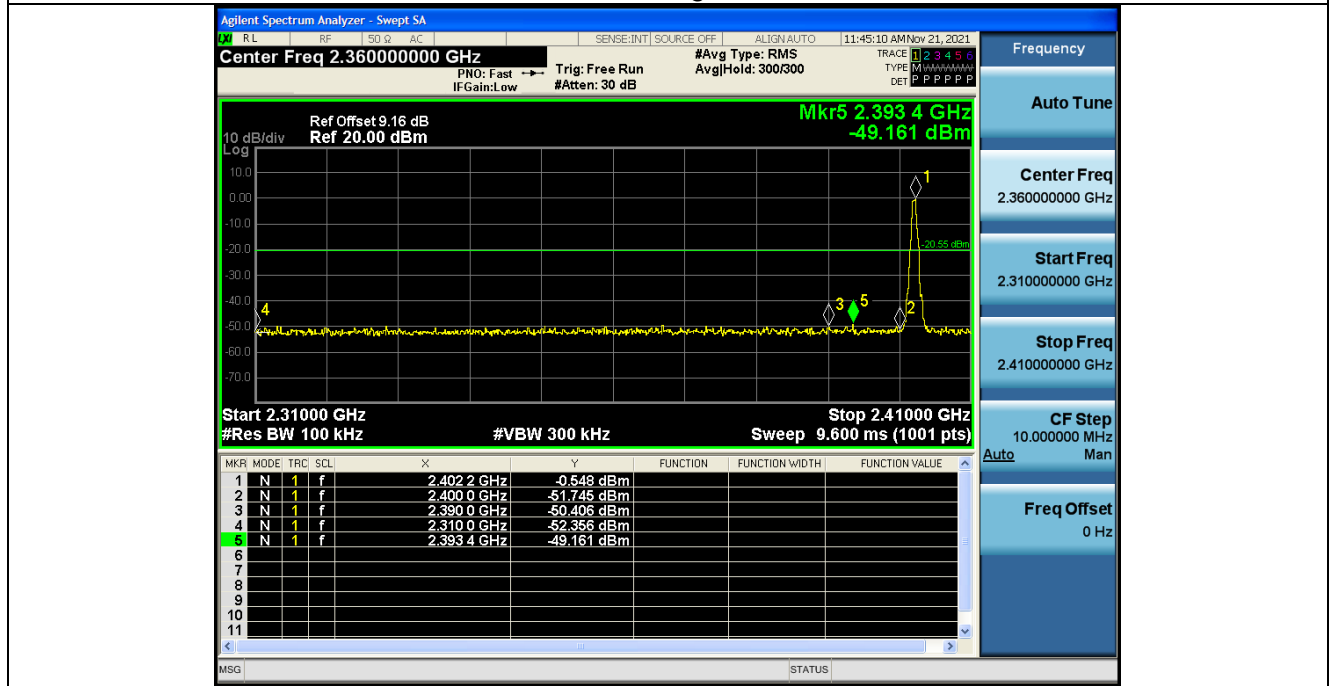 Agilent Spectrum Analyzer - Swept SA
LXI RL RF 50 Ω AC SENSE:INT SOURCE OFF ALIGN AUTO 11:45:10 AM Nov 21, 2021
Center Freq 2.360000000 GHz #Avg Type: RMS TRACE 1 2 3 4 5 6
PNO: Fast Trig: Free Run Avg|Hold: 300/300 TYPE MWWWWW
IFGain:Low #Atten: 30 dB DET P P P P P P
Mkr5 2.393 4 GHz
-49.161 dBm
Ref Offset 9.16 dB
10 dB/div Ref 20.00 dBm
Log
10.0
0.00
-10.0
-20.0
-30.0
-40.0
-50.0
-60.0
-70.0
1
-20.55 dBm
4
3
5
2
Start 2.31000 GHz Stop 2.41000 GHz
#Res BW 100 kHz #VBW 300 kHz Sweep 9.600 ms (1001 pts)
MKR MODE TRC SCL X Y FUNCTION FUNCTION WIDTH FUNCTION VALUE
1 N 1 f 2.402 2 GHz -0.548 dBm
2 N 1 f 2.400 0 GHz -51.745 dBm
3 N 1 f 2.390 0 GHz -50.406 dBm
4 N 1 f 2.310 0 GHz -52.356 dBm
5 N 1 f 2.393 4 GHz -49.161 dBm
6
7
8
9
10
11
MSG STATUS
Frequency
Auto Tune
Center Freq
2.360000000 GHz
Start Freq
2.310000000 GHz
Stop Freq
2.410000000 GHz
CF Step
10.000000 MHz
Auto Man
Freq Offset
0 Hz